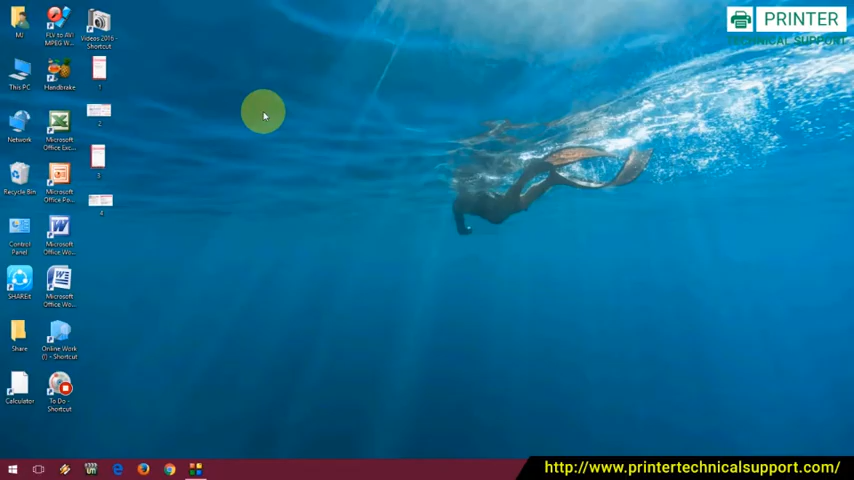 PRINTER
TECHNICAL SUPPORT
MJ
FLV to AVI
MPEG W...
Videos 2016 -
Shortcut
This PC
Handbrake
1
Network
Microsoft
Office Exc...
2
Recycle Bin
Microsoft
Office Po...
3
Control
Panel
Microsoft
Office Wo...
4
SHAREit
Microsoft
Office Wo...
Share
Online Work
(!) - Shortcut
Calculator
To Do -
Shortcut
http://www.printertechnicalsupport.com/